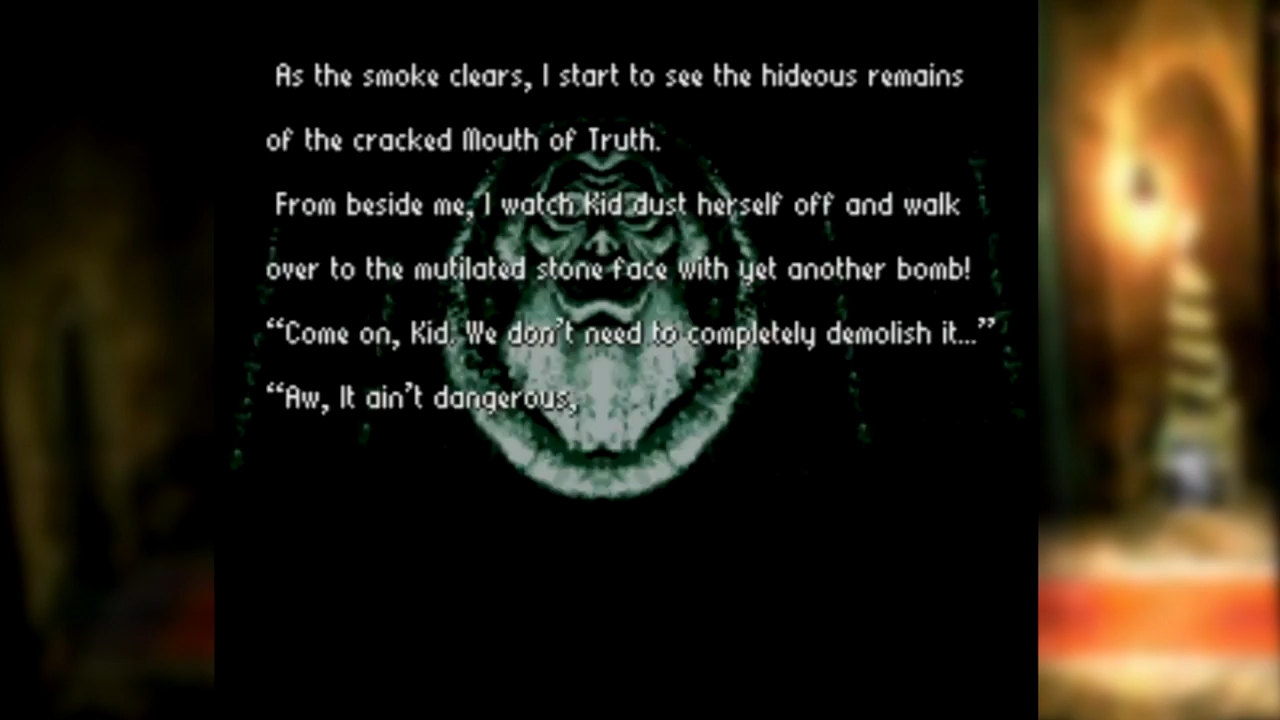 As the smoke clears, I start to see the hideous remains
of the cracked Mouth of Truth.
From beside me, I watch Kid dust herself off and walk
over to the mutilated stone face with yet another bomb!
“Come on, Kid. We don’t need to completely demolish it...”
“Aw, It ain’t dangerous,